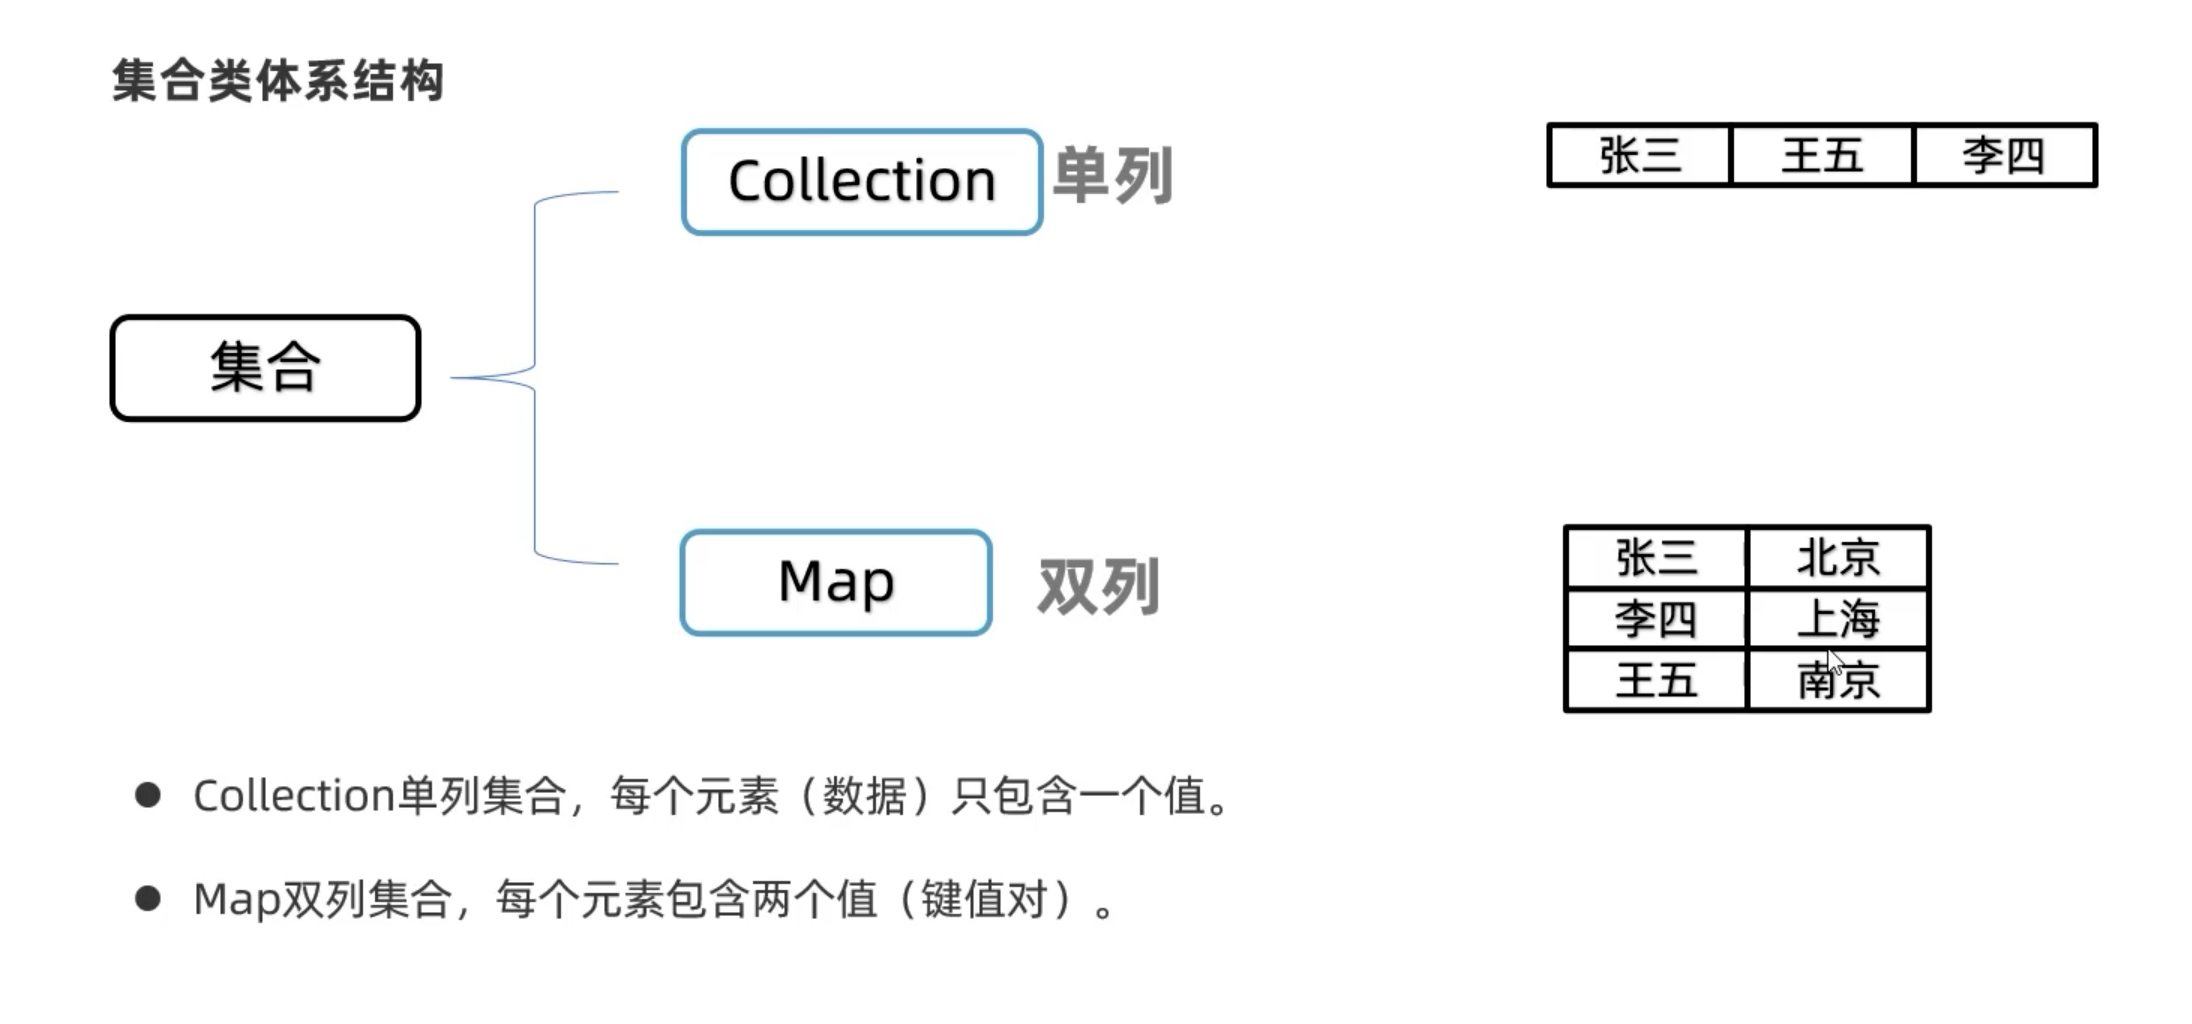 集合类体系结构
Collection 单列
张三 王五 李四
集合
Map 双列
张三 北京
李四 上海
王五 南京
Collection单列集合，每个元素（数据）只包含一个值。
Map双列集合，每个元素包含两个值（键值对）。